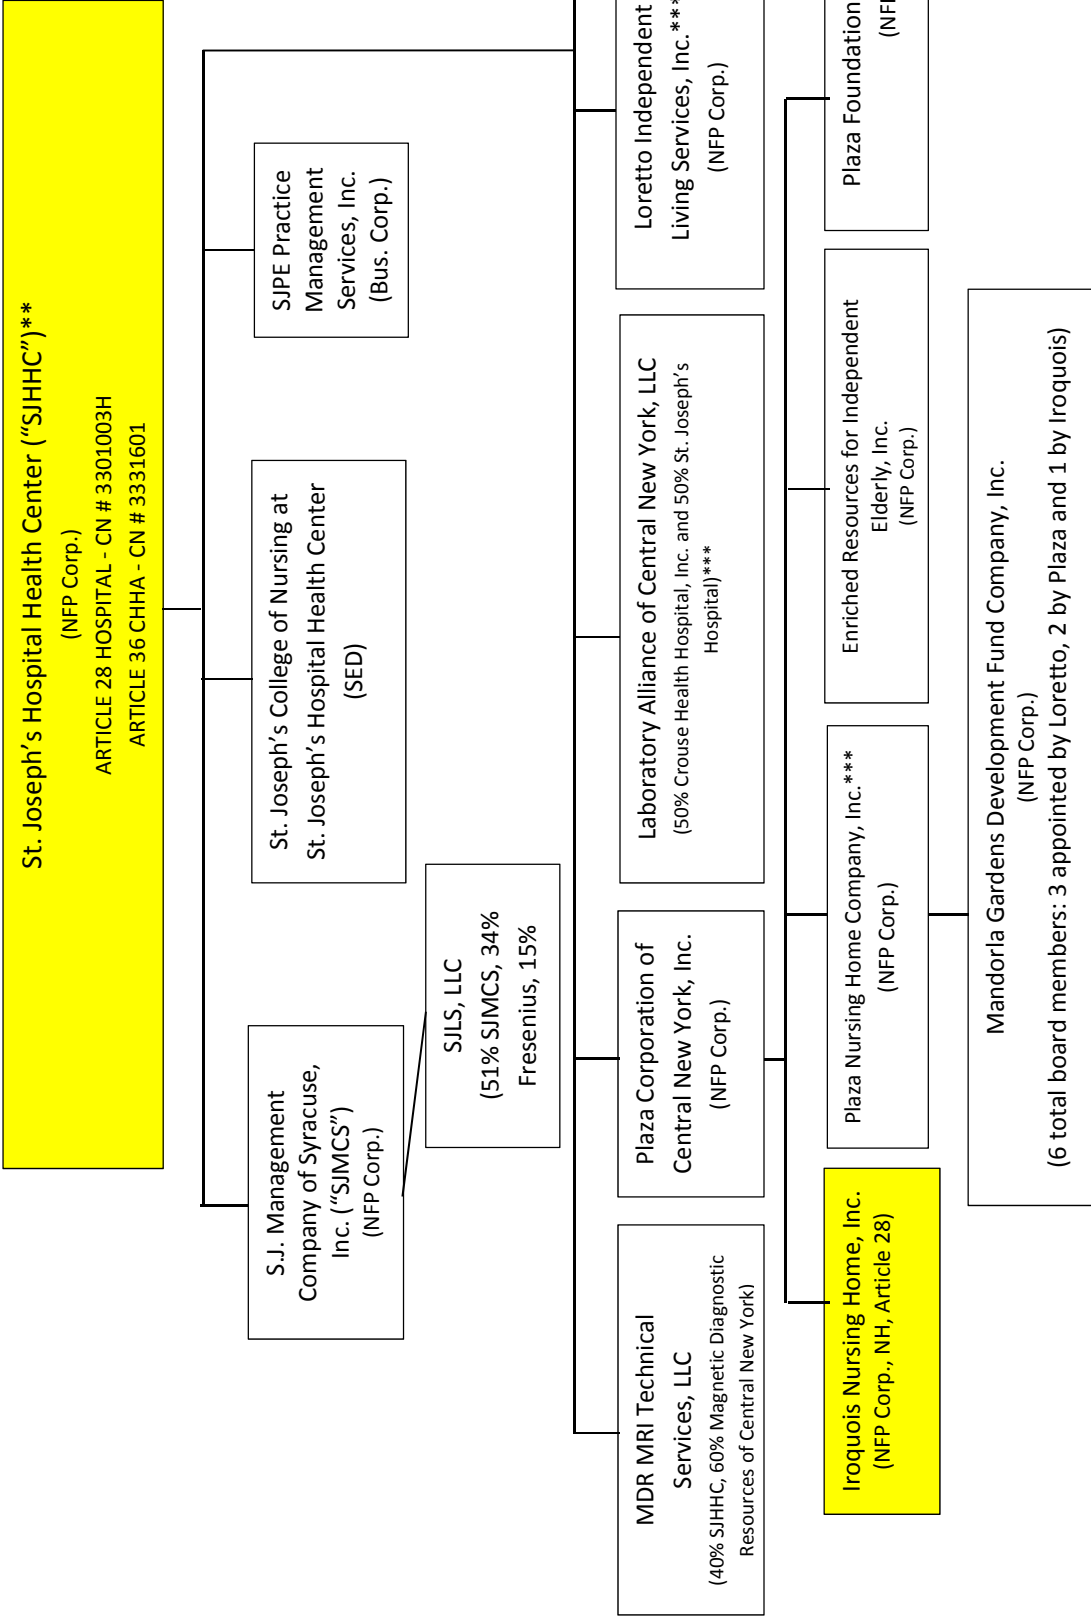 St. Joseph's Hospital Health Center ("SJHHC")**
(NFP Corp.)
ARTICLE 28 HOSPITAL - CN # 3301003H
ARTICLE 36 CHHA - CN # 3331601
S.J. Management
Company of Syracuse,
Inc. ("SJMCS")
(NFP Corp.)
St. Joseph's College of Nursing at
St. Joseph's Hospital Health Center
(SED)
SJPE Practice
Management
Services, Inc.
(Bus. Corp.)
SJLS, LLC
(51% SJMCS, 34%
Fresenius, 15%
MDR MRI Technical
Services, LLC
(40% SJHHC, 60% Magnetic Diagnostic
Resources of Central New York)
Plaza Corporation of
Central New York, Inc.
(NFP Corp.)
Laboratory Alliance of Central New York, LLC
(50% Crouse Health Hospital, Inc. and 50% St. Joseph's
Hospital)***
Loretto Independent
Living Services, Inc.***
(NFP Corp.)
Iroquois Nursing Home, Inc.
(NFP Corp., NH, Article 28)
Plaza Nursing Home Company, Inc.***
(NFP Corp.)
Enriched Resources for Independent
Elderly, Inc.
(NFP Corp.)
Plaza Foundation
(NF
Mandorla Gardens Development Fund Company, Inc.
(NFP Corp.)
(6 total board members: 3 appointed by Loretto, 2 by Plaza and 1 by Iroquois)